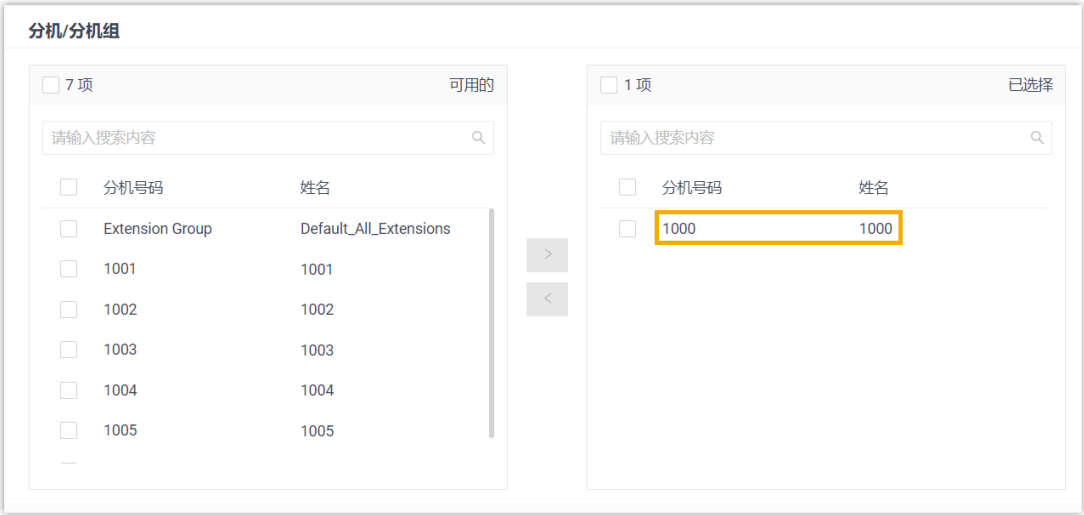 分机/分机组
7 项 可用的
请输入搜索内容
分机号码 姓名
Extension Group Default_All_Extensions
1001 1001
1002 1002
1003 1003
1004 1004
1005 1005
1 项 已选择
请输入搜索内容
分机号码 姓名
1000 1000